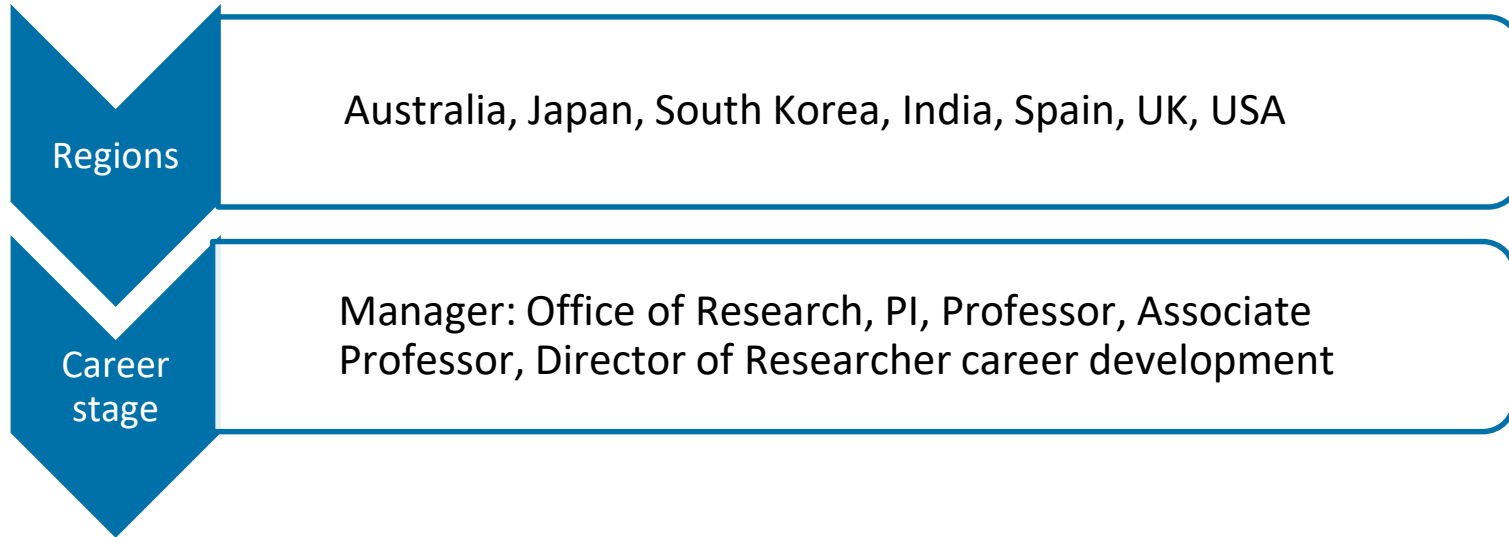 Regions
Australia, Japan, South Korea, India, Spain, UK, USA
Career
stage
Manager: Office of Research, PI, Professor, Associate
Professor, Director of Researcher career development